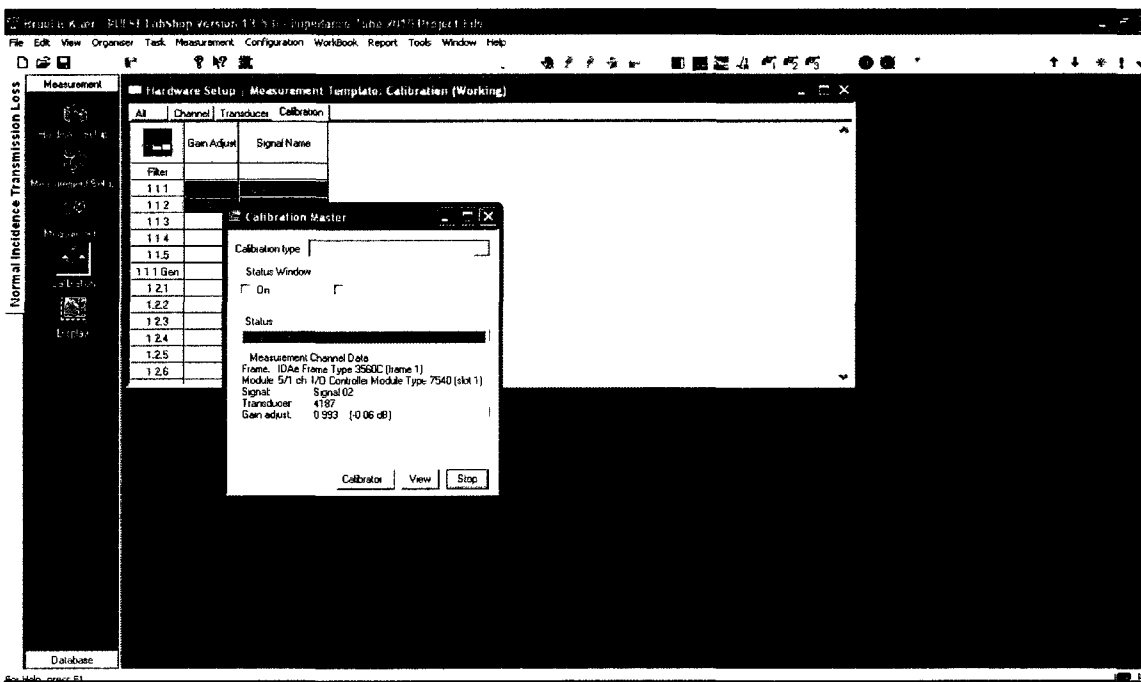 File Edit View Organiser Task Measurement Configuration WorkBook Report Tools Window Help
Measurement
Normal Incidence Transmission Loss
Hardware Setup : Measurement Template: Calibration (Working)
All Channel Transducer Calibration
Gain Adjust Signal Name
Filter
1 1 1
1 1 2
1 1 3
1 1 4
1 1.5
1 1 1 Gen
1 2.1
1.2.2
1 2 3
1 2 4
1.2.5
1 2 6
Display
Calibration Master
Calibration type
Status Window
On
Status
Measurement Channel Data
Frame. IDAe Frame Type 3560C (frame 1)
Module 5/1 ch I/O Controller Module Type 7540 (slot 1)
Signal: Signal 02
Transducer 4187
Gain adjust. 0 993 (-0 06 dB)
Calibrator View Stop
Database
For Help, press F1